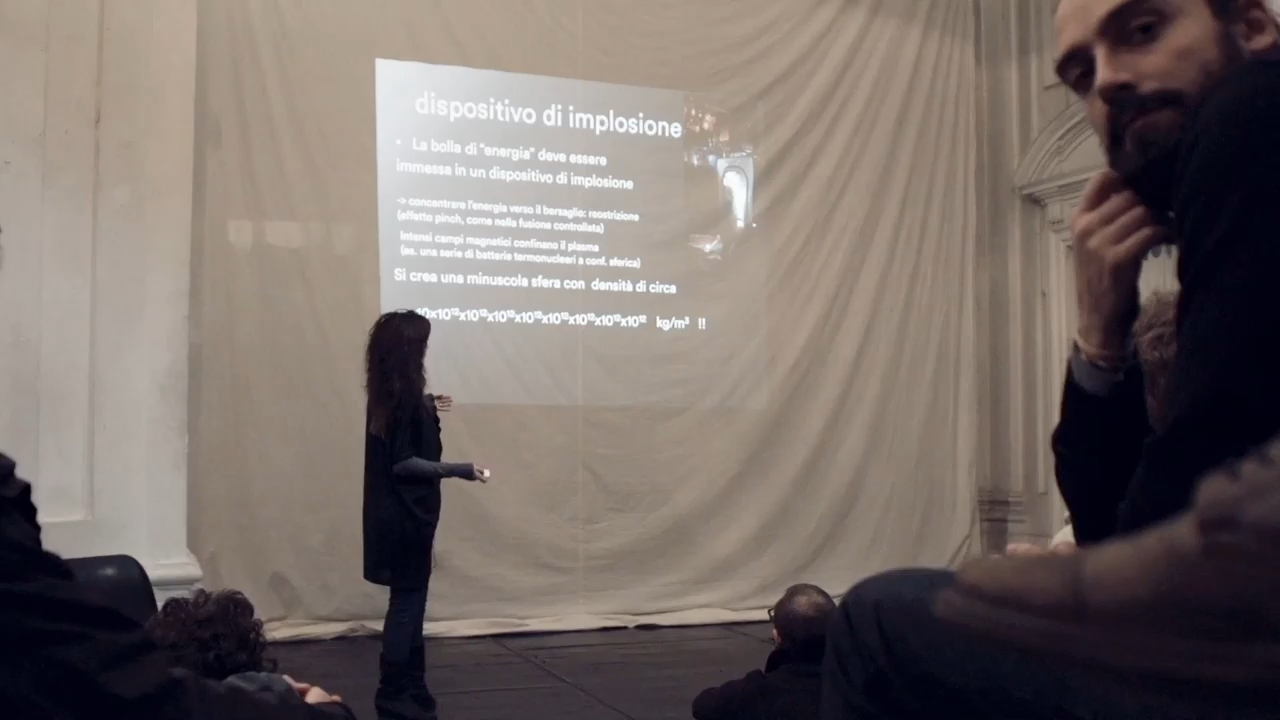 dispositivo di implosione
• La bolla di "energia" deve essere
immessa in un dispositivo di implosione
-> concentrare l'energia verso il bersaglio: reostrizione
(effetto pinch, come nella fusione controllata)
Intensi campi magnetici confinano il plasma
(es. una serie di batterie termonucleari a conf. sferica)
Si crea una minuscola sfera con densità di circa
10x10¹²x10¹²x10¹²x10¹²x10¹²x10¹²x10¹²x10¹² kg/m³ !!